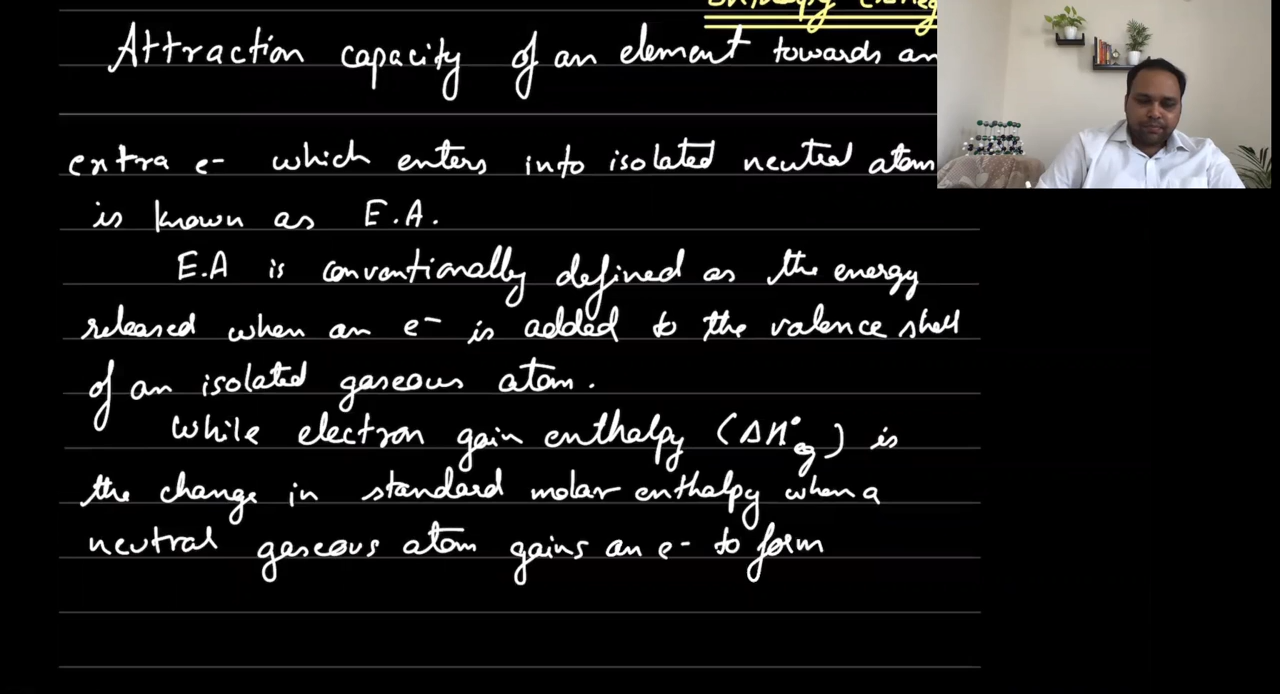 Attraction capacity of an element towards an
extra e- which enters into isolated neutral atom
is known as E.A.
E.A is conventionally defined as the energy
released when an e- is added to the valence shell
of an isolated gaseous atom.
While electron gain enthalpy (ΔH°eg) is
the change in standard molar enthalpy when a
neutral gaseous atom gains an e- to form